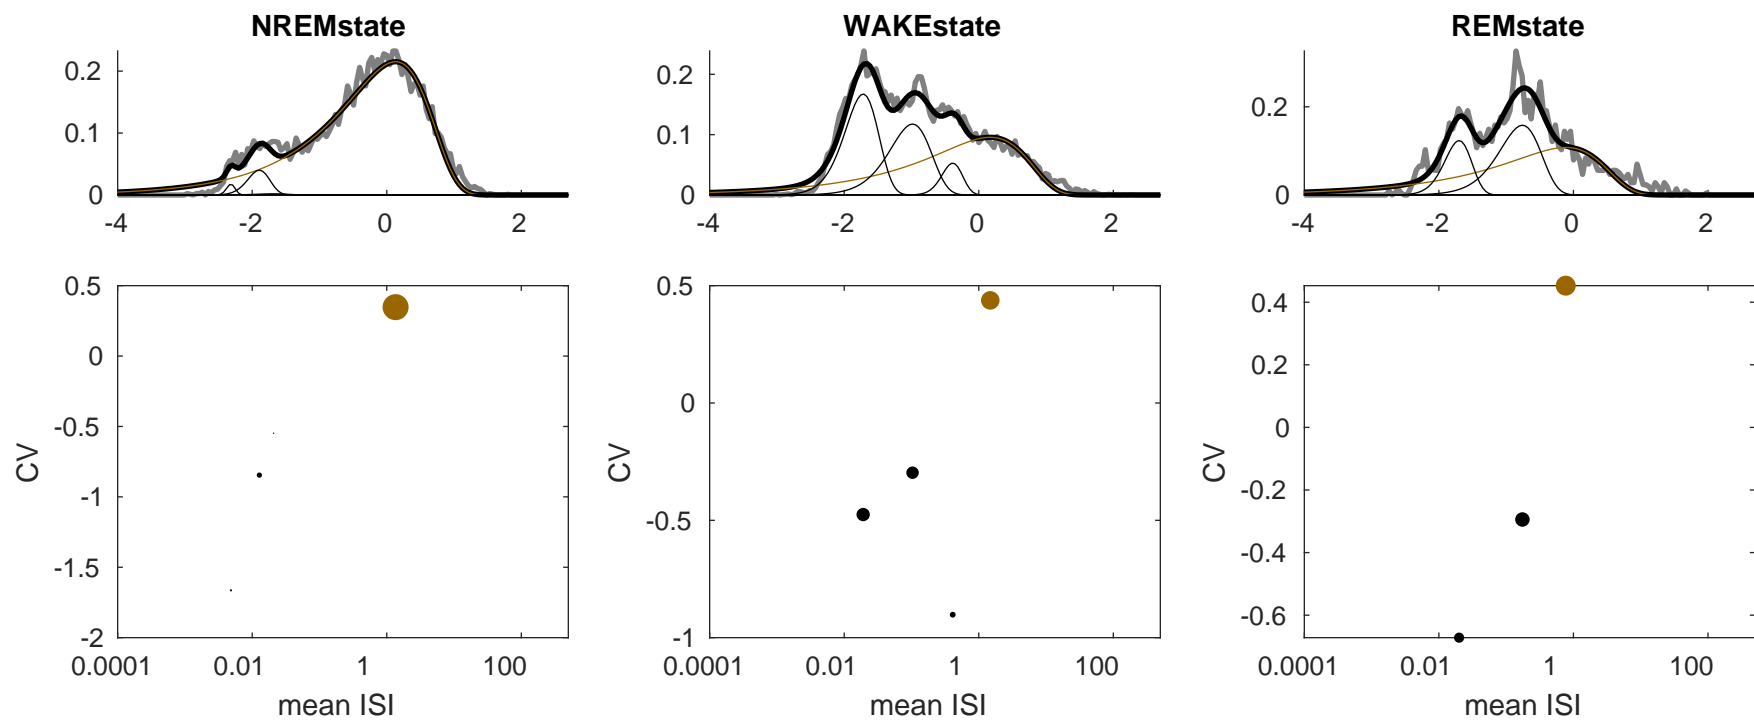 NREMstate WAKEstate REMstate
0.2 0.2 0.2
0.1 0.1
0 0 0
-4 -2 0 2 -4 -2 0 2 -4 -2 0 2
0.5 0.5 0.4
0 0 0.2
-0.5 -0.5 0
-1 -1 -0.2
-1.5 -0.4
-2 -0.6
CV CV CV
0.0001 0.01 1 100 0.0001 0.01 1 100 0.0001 0.01 1 100
mean ISI mean ISI mean ISI